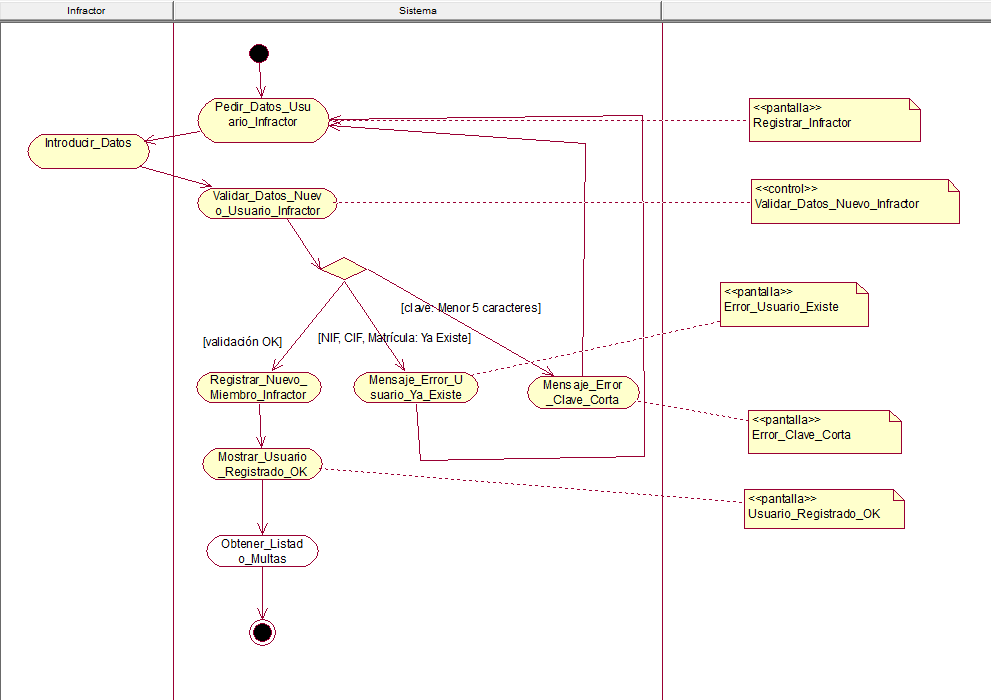 Infractor
Sistema
Pedir_Datos_Usu
ario_Infractor
<<pantalla>>
Registrar_Infractor
Introducir_Datos
Validar_Datos_Nuev
o_Usuario_Infractor
<<control>>
Validar_Datos_Nuevo_Infractor
<<pantalla>>
Error_Usuario_Existe
[clave: Menor 5 caracteres]
[validación OK]
[NIF, CIF, Matrícula: Ya Existe]
Registrar_Nuevo_
Miembro_Infractor
Mensaje_Error_U
suario_Ya_Existe
Mensaje_Error
_Clave_Corta
<<pantalla>>
Error_Clave_Corta
Mostrar_Usuario
_Registrado_OK
<<pantalla>>
Usuario_Registrado_OK
Obtener_Listad
o_Multas